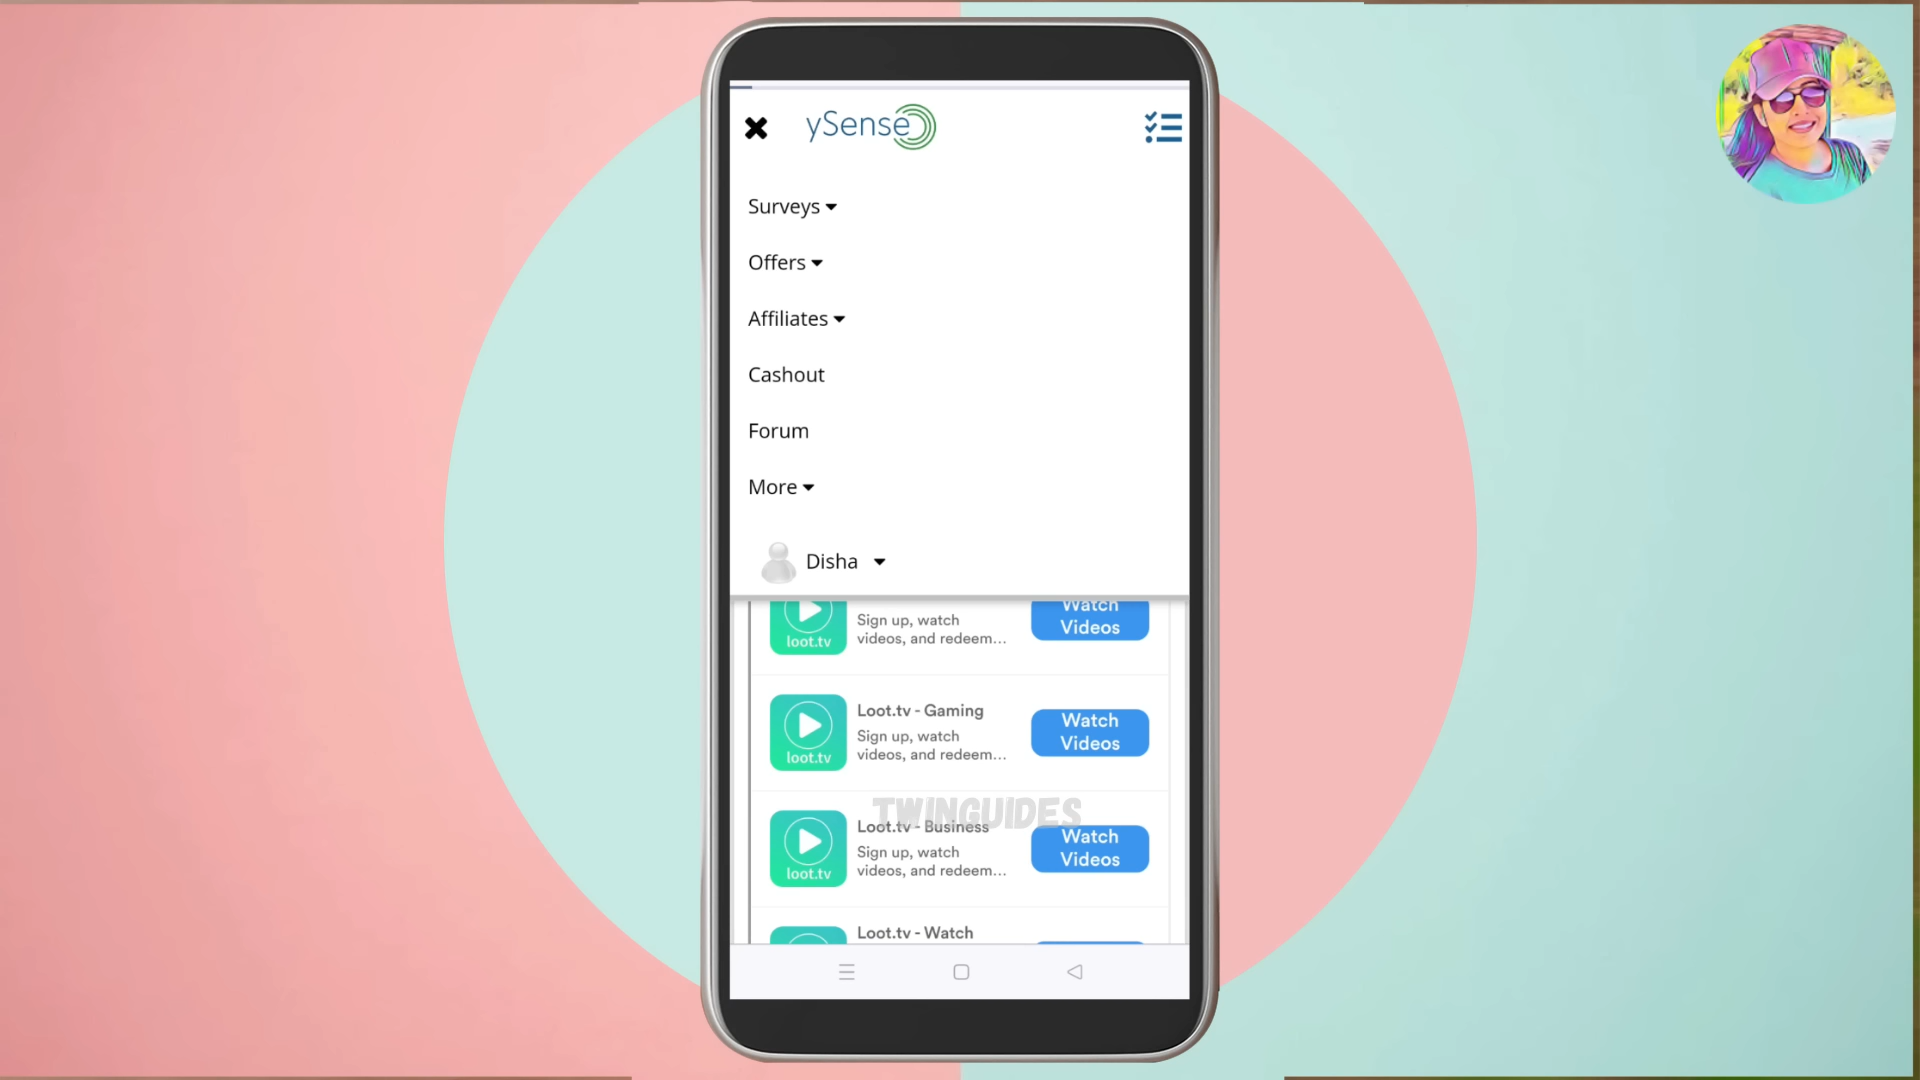 ySense
Surveys
Offers
Affiliates
Cashout
Forum
More
Disha
loot.tv
Sign up, watch
videos, and redeem...
Watch
Videos
loot.tv
Loot.tv - Gaming
Sign up, watch
videos, and redeem...
Watch
Videos
TWINGUIDES
loot.tv
Loot.tv - Business
Sign up, watch
videos, and redeem...
Watch
Videos
Loot.tv - Watch